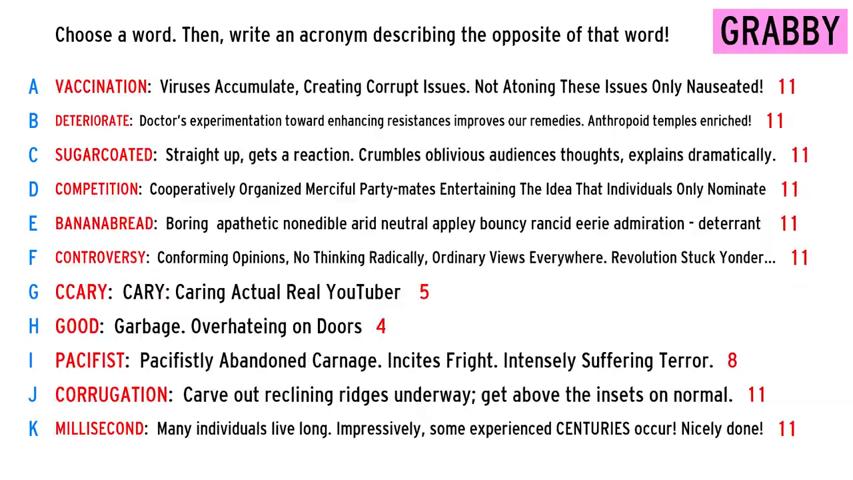 Choose a word. Then, write an acronym describing the opposite of that word! GRABBY
A VACCINATION: Viruses Accumulate, Creating Corrupt Issues. Not Atoning These Issues Only Nauseated! 11
B DETERIORATE: Doctor's experimentation toward enhancing resistances improves our remedies. Anthropoid temples enriched! 11
C SUGARCOATED: Straight up, gets a reaction. Crumbles oblivious audiences thoughts, explains dramatically. 11
D COMPETITION: Cooperatively Organized Merciful Party-mates Entertaining The Idea That Individuals Only Nominate 11
E BANANABREAD: Boring apathetic nonedible arid neutral appley bouncy rancid eerie admiration - deterrant 11
F CONTROVERSY: Conforming Opinions, No Thinking Radically, Ordinary Views Everywhere. Revolution Stuck Yonder... 11
G CCARY: CARY: Caring Actual Real YouTuber 5
H GOOD: Garbage. Overhateing on Doors 4
I PACIFIST: Pacifistly Abandoned Carnage. Incites Fright. Intensely Suffering Terror. 8
J CORRUGATION: Carve out reclining ridges underway; get above the insets on normal. 11
K MILLISECOND: Many individuals live long. Impressively, some experienced CENTURIES occur! Nicely done! 11